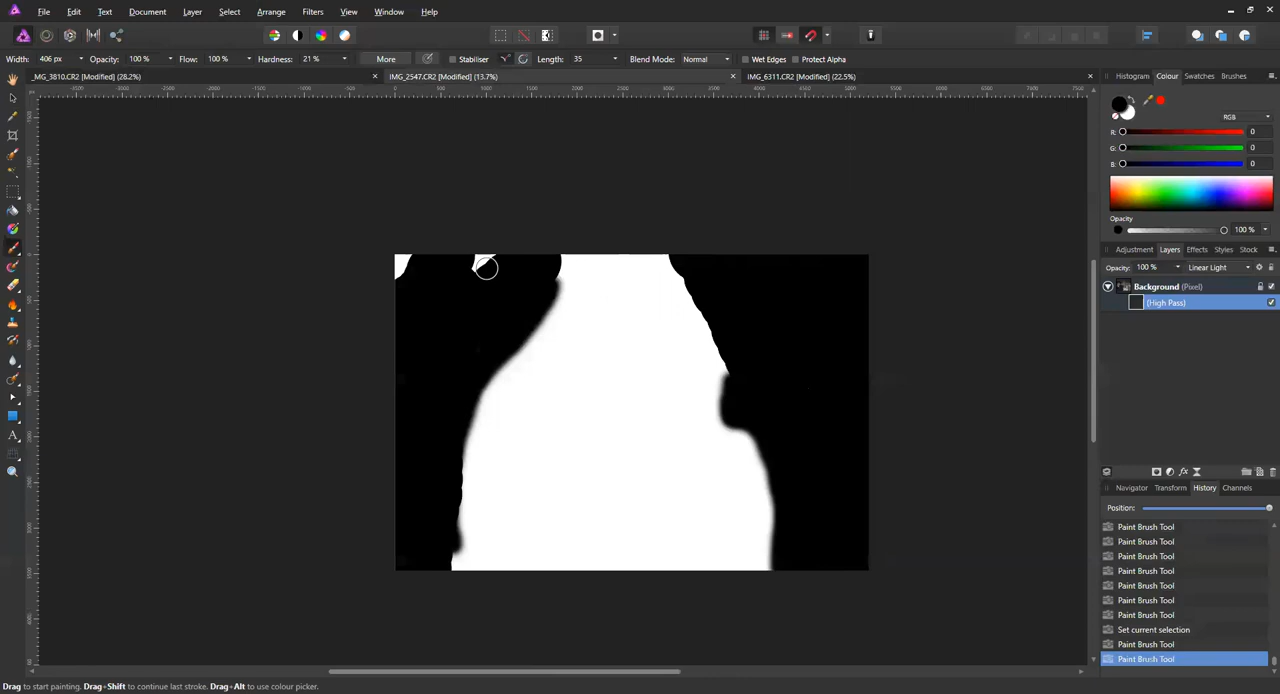 File Edit Text Document Layer Select Arrange Filters View Window Help
Width: 406 px Opacity: 100 % Flow: 100 % Hardness: 21 % More Stabiliser Length: 35 Blend Mode: Normal Wet Edges Protect Alpha
_MG_3810.CR2 [Modified] (28.2%) IMG_2547.CR2 [Modified] (13.7%) IMG_6311.CR2 [Modified] (22.5%)
Histogram Colour Swatches Brushes
RGB
R: 0
G: 0
B: 0
Opacity
100 %
Adjustment Layers Effects Styles Stock
Opacity: 100 % Linear Light
Background (Pixel)
(High Pass)
Navigator Transform History Channels
Position:
Paint Brush Tool
Paint Brush Tool
Paint Brush Tool
Paint Brush Tool
Paint Brush Tool
Paint Brush Tool
Paint Brush Tool
Set current selection
Paint Brush Tool
Paint Brush Tool
Drag to start painting. Drag+Shift to continue last stroke. Drag+Alt to use colour picker.